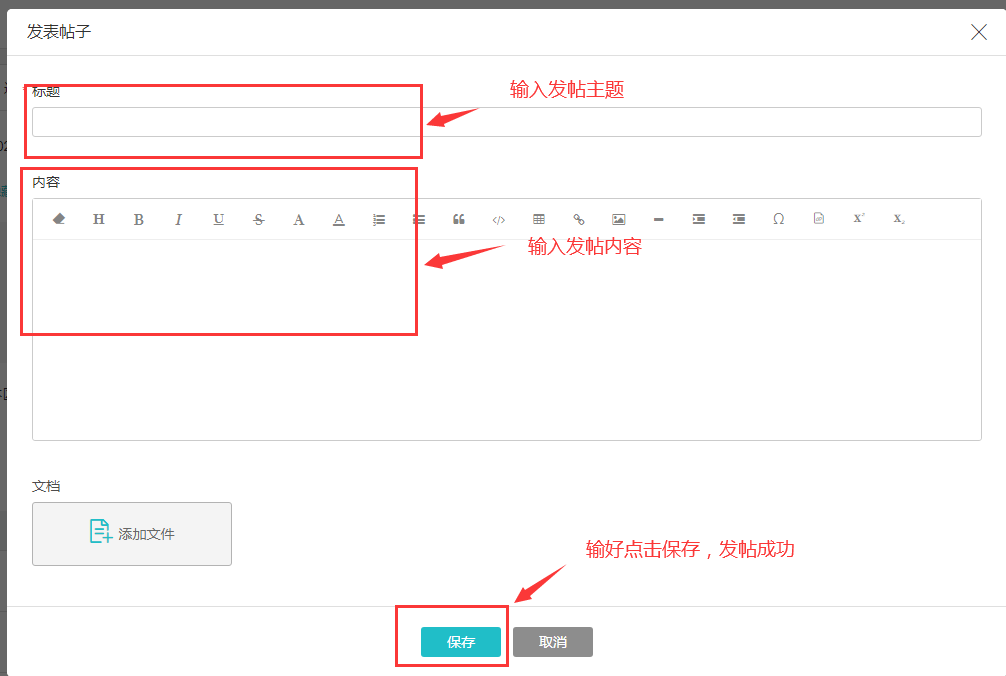 发表帖子
标题
输入发帖主题
内容
H B I U S A A
输入发帖内容
文档
添加文件
输好点击保存，发帖成功
保存 取消